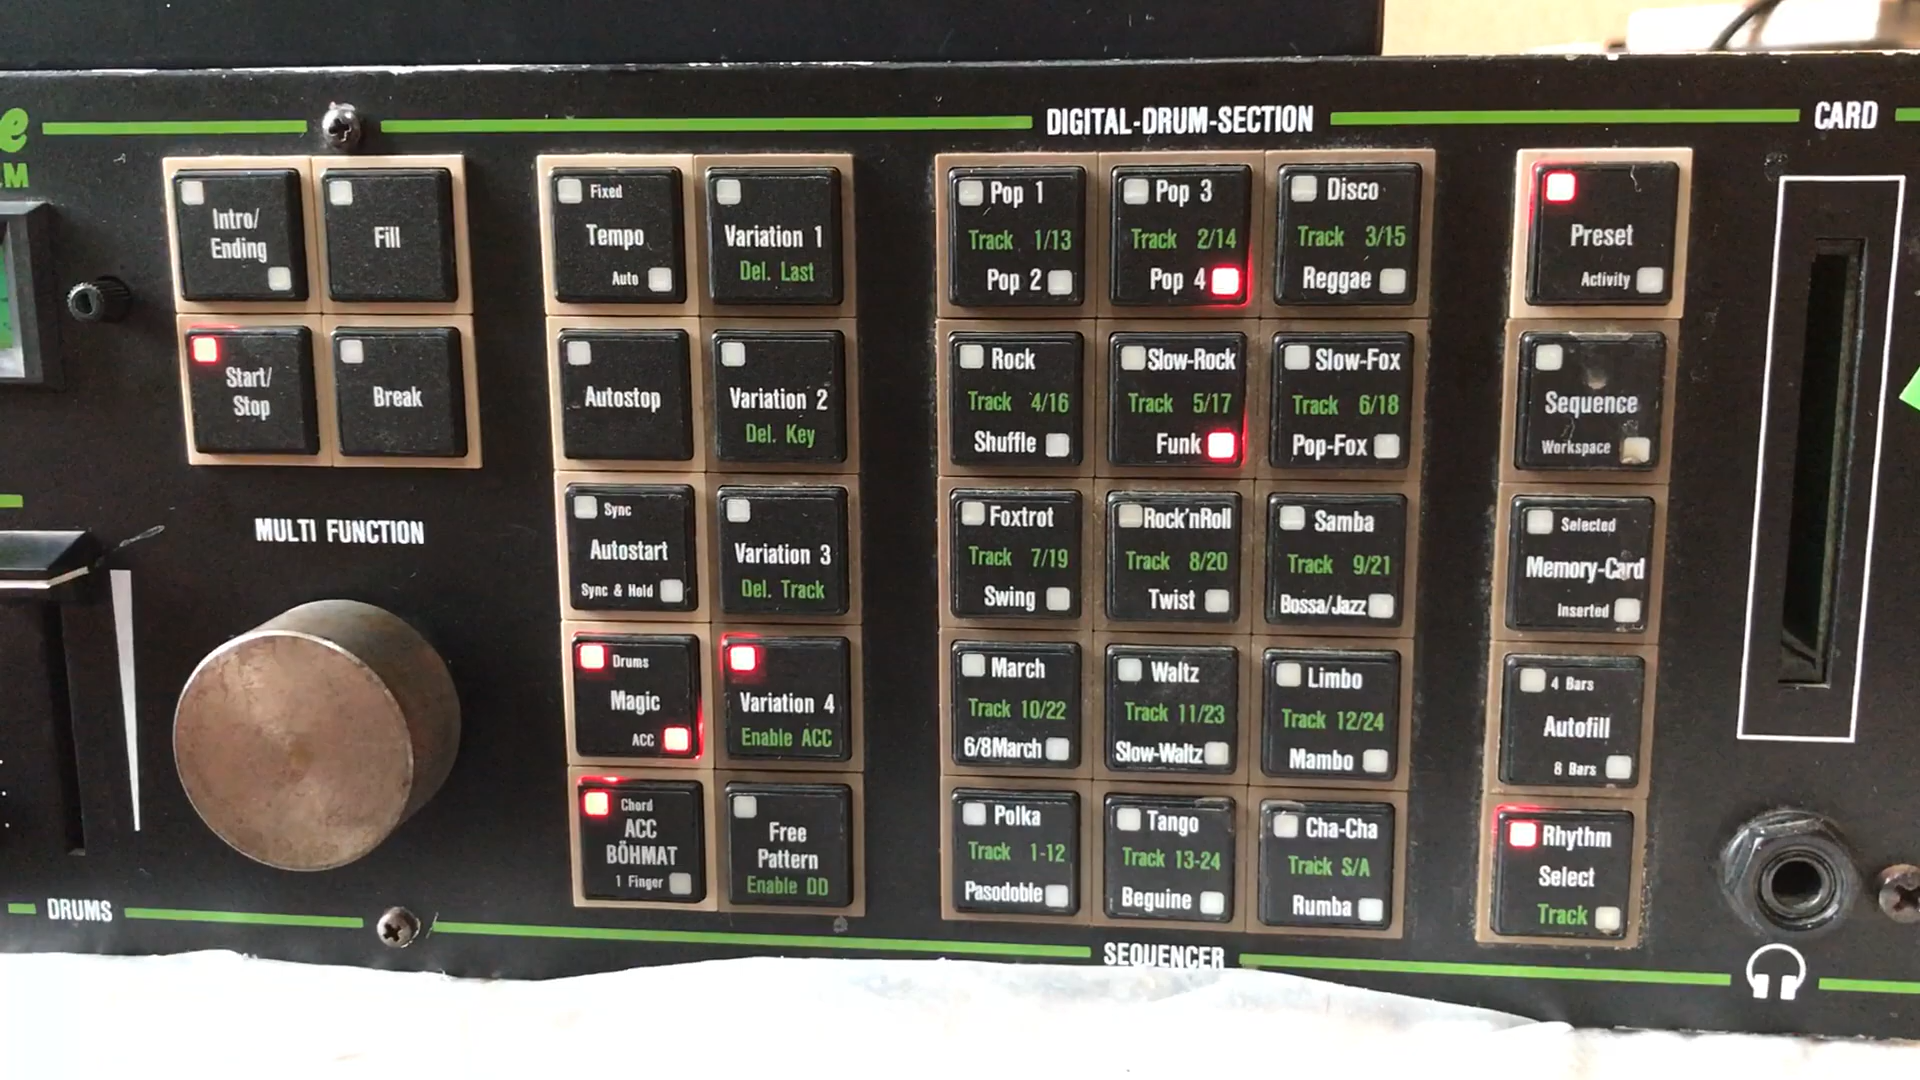 DIGITAL-DRUM-SECTION
CARD
e
M
Intro/
Ending
Fill
Start/
Stop
Break
MULTI FUNCTION
Fixed
Tempo
Auto
Variation 1
Del. Last
Autostop
Variation 2
Del. Key
Sync
Autostart
Sync & Hold
Variation 3
Del. Track
Drums
Magic
ACC
Variation 4
Enable ACC
Chord
ACC
BÖHMAT
1 Finger
Free
Pattern
Enable DD
Pop 1
Track 1/13
Pop 2
Pop 3
Track 2/14
Pop 4
Disco
Track 3/15
Reggae
Rock
Track 4/16
Shuffle
Slow-Rock
Track 5/17
Funk
Slow-Fox
Track 6/18
Pop-Fox
Foxtrot
Track 7/19
Swing
Rock'nRoll
Track 8/20
Twist
Samba
Track 9/21
Bossa/Jazz
March
Track 10/22
6/8March
Waltz
Track 11/23
Slow-Waltz
Limbo
Track 12/24
Mambo
Polka
Track 1-12
Pasodoble
Tango
Track 13-24
Beguine
Cha-Cha
Track S/A
Rumba
Preset
Activity
Sequence
Workspace
Selected
Memory-Card
Inserted
4 Bars
Autofill
8 Bars
Rhythm
Select
Track
DRUMS
SEQUENCER